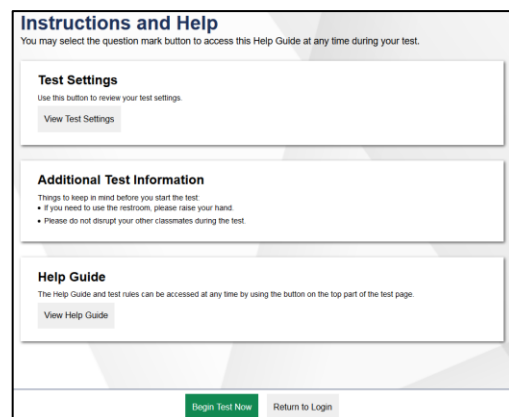 Instructions and Help
You may select the question mark button to access this Help Guide at any time during your test.
Test Settings
Use this button to review your test settings.
View Test Settings
Additional Test Information
Things to keep in mind before you start the test:
• If you need to use the restroom, please raise your hand.
• Please do not disrupt your other classmates during the test.
Help Guide
The Help Guide and test rules can be accessed at any time by using the button on the top part of the test page.
View Help Guide
Begin Test Now Return to Login